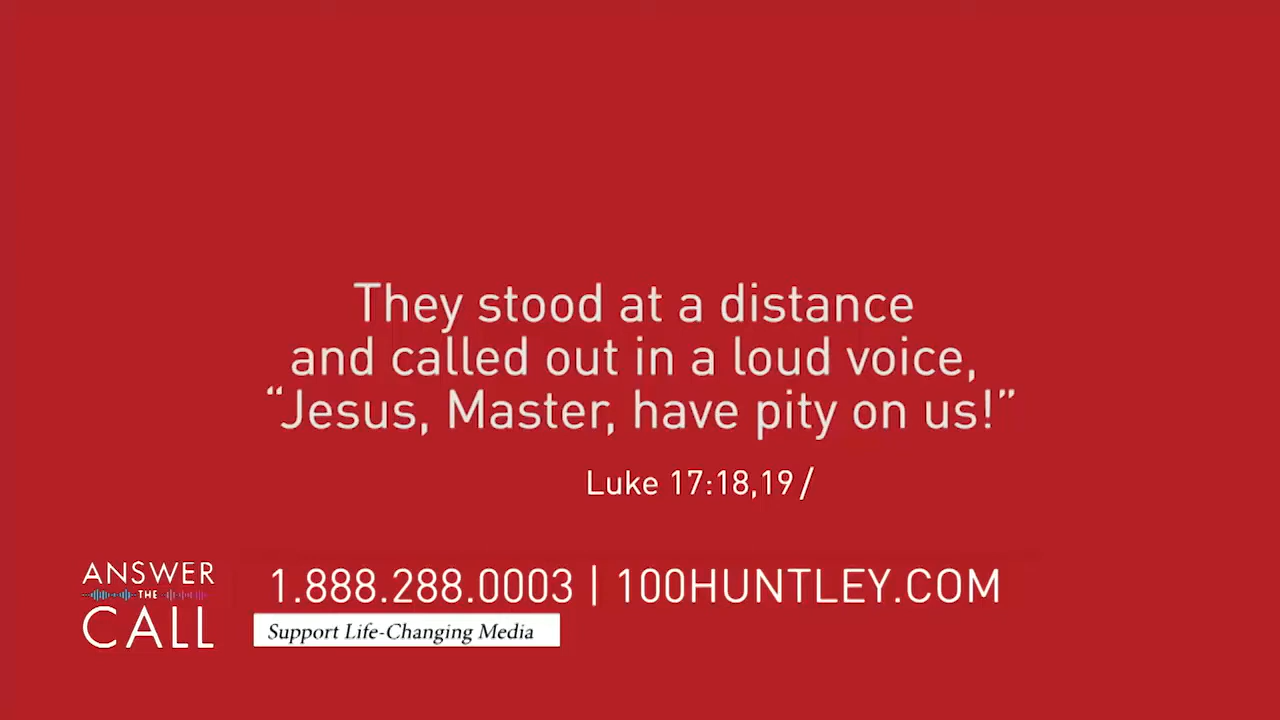 They stood at a distance
and called out in a loud voice,
“Jesus, Master, have pity on us!”
Luke 17:18,19/
ANSWER
THE
CALL
1.888.288.0003 | 100HUNTLEY.COM
Support Life-Changing Media